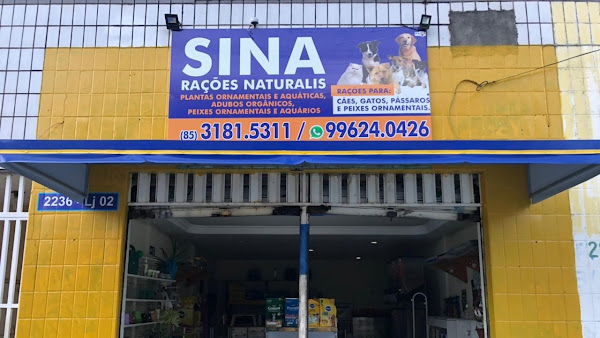 SINA
RAÇÕES NATURALIS
PLANTAS ORNAMENTAIS E AQUÁTICAS,
ADUBOS ORGÂNICOS,
PEIXES ORNAMENTAIS E AQUÁRIOS
RAÇÕES PARA:
CÃES, GATOS, PÁSSAROS
E PEIXES ORNAMENTAIS.
(85) 3181.5311 / 99624.0426
2236 - Lj 02